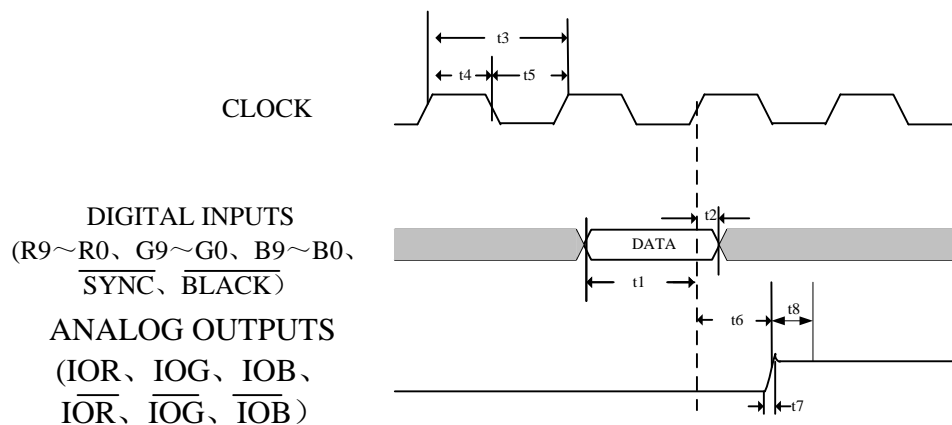 t3
t4
t5
CLOCK
DIGITAL INPUTS
(R9～R0、G9～G0、B9～B0、
SYNC、BLACK）
t2
DATA
t1
ANALOG OUTPUTS
(IOR、IOG、IOB、
IOR、IOG、IOB）
t6
t8
t7